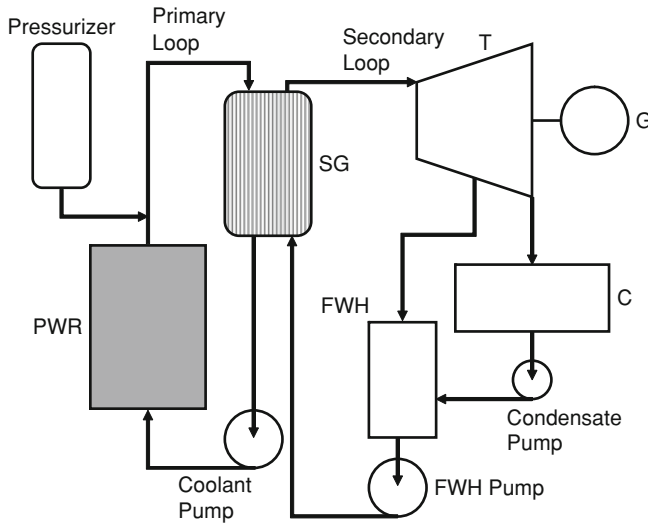 Pressurizer
Primary
Loop
Secondary
Loop
T
G
SG
PWR
FWH
C
Condensate
Pump
Coolant
Pump
FWH Pump